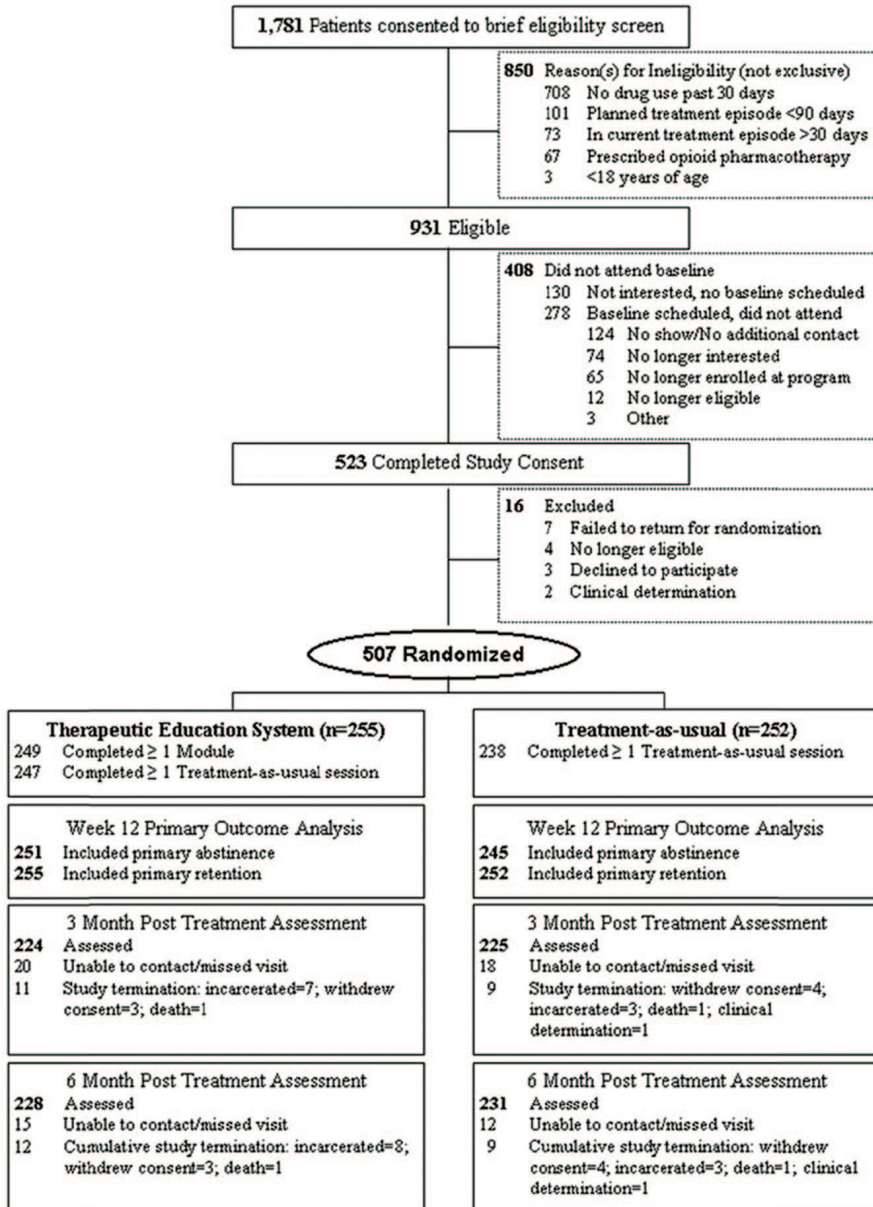 1,781 Patients consented to brief eligibility screen
850 Reason(s) for Ineligibility (not exclusive)
708 No drug use past 30 days
101 Planned treatment episode <90 days
73 In current treatment episode >30 days
67 Prescribed opioid pharmacotherapy
3 <18 years of age
931 Eligible
408 Did not attend baseline
130 Not interested, no baseline scheduled
278 Baseline scheduled, did not attend
124 No show/No additional contact
74 No longer interested
65 No longer enrolled at program
12 No longer eligible
3 Other
523 Completed Study Consent
16 Excluded
7 Failed to return for randomization
4 No longer eligible
3 Declined to participate
2 Clinical determination
507 Randomized
Therapeutic Education System (n=255)
249 Completed ≥ 1 Module
247 Completed ≥ 1 Treatment-as-usual session
Week 12 Primary Outcome Analysis
251 Included primary abstinence
255 Included primary retention
3 Month Post Treatment Assessment
224 Assessed
20 Unable to contact/missed visit
11 Study termination: incarcerated=7; withdrew
consent=3; death=1
6 Month Post Treatment Assessment
228 Assessed
15 Unable to contact/missed visit
12 Cumulative study termination: incarcerated=8;
withdrew consent=3; death=1
Treatment-as-usual (n=252)
238 Completed ≥ 1 Treatment-as-usual session
Week 12 Primary Outcome Analysis
245 Included primary abstinence
252 Included primary retention
3 Month Post Treatment Assessment
225 Assessed
18 Unable to contact/missed visit
9 Study termination: withdrew consent=4;
incarcerated=3; death=1; clinical
determination=1
6 Month Post Treatment Assessment
231 Assessed
12 Unable to contact/missed visit
9 Cumulative study termination: withdrew
consent=4; incarcerated=3; death=1; clinical
determination=1